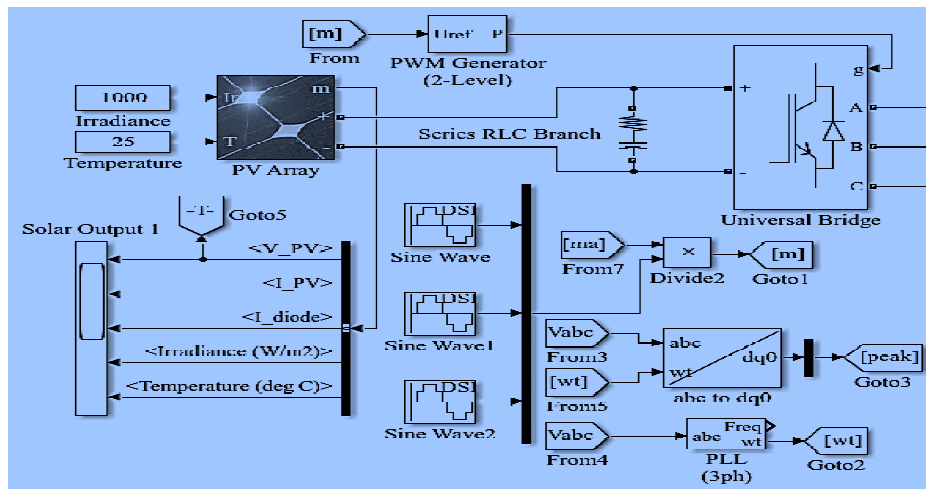 [m]
From
Uref P
PWM Generator
(2-Level)
1000
Irradiance
25
Temperature
Ir
T
m
+
-
PV Array
Series RLC Branch
g
+
-
A
B
C
Universal Bridge
-T-
Goto5
Solar Output 1
<V_PV>
<I_PV>
<I_diode>
<Irradiance (W/m2)>
<Temperature (deg C)>
DSP
Sine Wave
DSP
Sine Wave1
DSP
Sine Wave2
[ma]
From7
×
Divide2
[m]
Goto1
Vabc
From3
[wt]
From5
abc
wt
dq0
abc to dq0
[peak]
Goto3
Vabc
From4
abc
Freq
wt
PLL
(3ph)
[wt]
Goto2